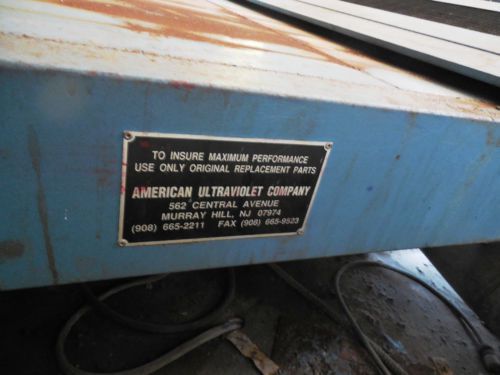 TO INSURE MAXIMUM PERFORMANCE
USE ONLY ORIGINAL REPLACEMENT PARTS
AMERICAN ULTRAVIOLET COMPANY
562 CENTRAL AVENUE
MURRAY HILL, NJ 07974
(908) 665-2211 FAX (908) 665-9523